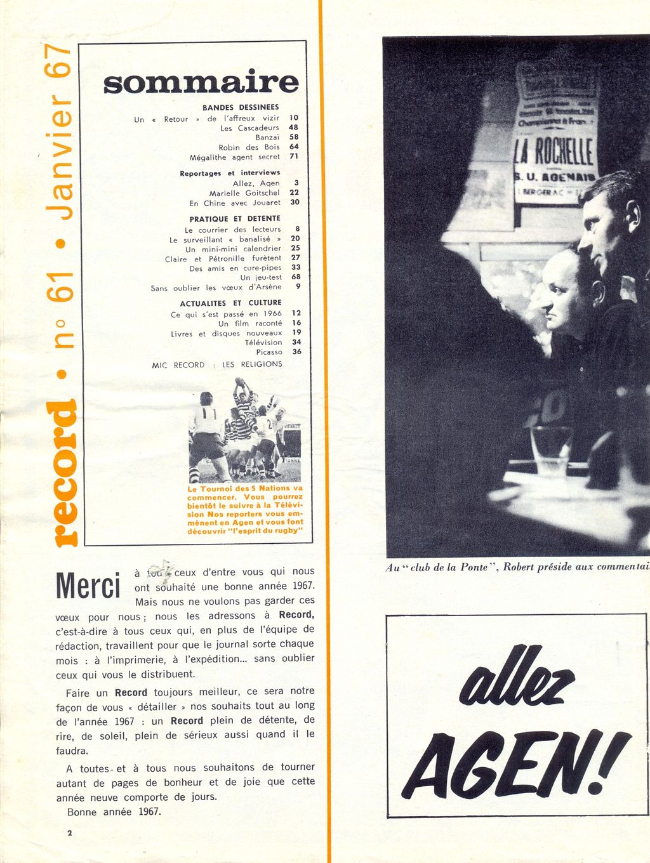 record • no 61 • Janvier 67
sommaire
BANDES DESSINEES
Un « Retour » de l'affreux vizir 10
Les Cascadeurs 48
Banzaï 58
Robin des Bois 64
Mégalithe agent secret 71
Reportages et interviews
Allez, Agen 3
Marielle Goitschel 22
En Chine avec Jouaret 30
PRATIQUE ET DETENTE
Le courrier des lecteurs 8
Le surveillant « banalisé » 20
Un mini-mini calendrier 25
Claire et Pétronille furètent 27
Des amis en cure-pipes 33
Un jeu-test 68
Sans oublier les vœux d'Arsène 9
ACTUALITES ET CULTURE
Ce qui s'est passé en 1966 12
Un film raconté 16
Livres et disques nouveaux 19
Télévision 34
Picasso 36
MIC RECORD : LES RELIGIONS
11
2
Le Tournoi des 5 Nations va
commencer. Vous pourrez
bientôt le suivre à la Télévi-
sion Nos reporters vous em-
mènent en Agen et vous font
découvrir "l'esprit du rugby"
Merci à tous ceux d'entre vous qui nous
ont souhaité une bonne année 1967.
Mais nous ne voulons pas garder ces
vœux pour nous ; nous les adressons à Record,
c'est-à-dire à tous ceux qui, en plus de l'équipe de
rédaction, travaillent pour que le journal sorte chaque
mois : à l'imprimerie, à l'expédition... sans oublier
ceux qui vous le distribuent.
Faire un Record toujours meilleur, ce sera notre
façon de vous « détailler » nos souhaits tout au long
de l'année 1967 : un Record plein de détente, de
rire, de soleil, plein de sérieux aussi quand il le
faudra.
A toutes et à tous nous souhaitons de tourner
autant de pages de bonheur et de joie que cette
année neuve comporte de jours.
Bonne année 1967.
2
Championnat de France
LA ROCHELLE
S. U. AGENAIS
BERGERAC
Au "club de la Ponte", Robert préside aux commentai
allez
AGEN!